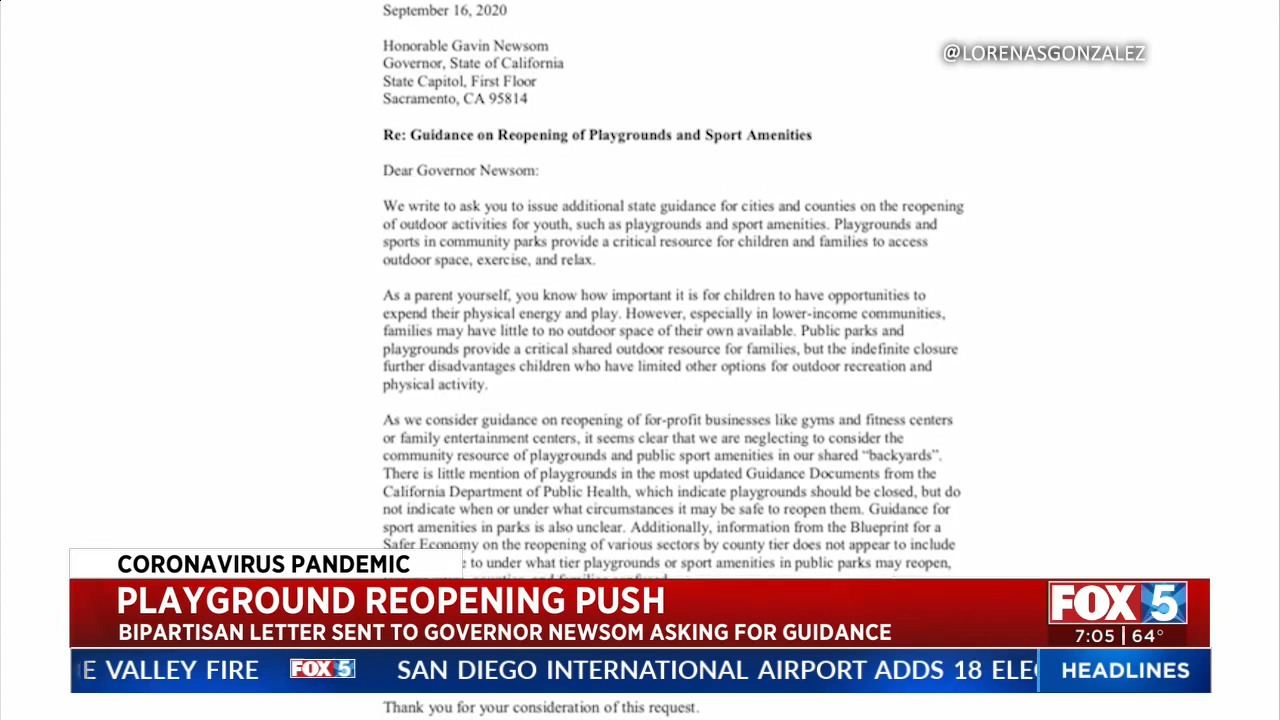 September 16, 2020
@LORENASGONZALEZ
Honorable Gavin Newsom
Governor, State of California
State Capitol, First Floor
Sacramento, CA 95814
Re: Guidance on Reopening of Playgrounds and Sport Amenities
Dear Governor Newsom:
We write to ask you to issue additional state guidance for cities and counties on the reopening
of outdoor activities for youth, such as playgrounds and sport amenities. Playgrounds and
sports in community parks provide a critical resource for children and families to access
outdoor space, exercise, and relax.
As a parent yourself, you know how important it is for children to have opportunities to
expend their physical energy and play. However, especially in lower-income communities,
families may have little to no outdoor space of their own available. Public parks and
playgrounds provide a critical shared outdoor resource for families, but the indefinite closure
further disadvantages children who have limited other options for outdoor recreation and
physical activity.
As we consider guidance on reopening of for-profit businesses like gyms and fitness centers
or family entertainment centers, it seems clear that we are neglecting to consider the
community resource of playgrounds and public sport amenities in our shared “backyards”.
There is little mention of playgrounds in the most updated Guidance Documents from the
California Department of Public Health, which indicate playgrounds should be closed, but do
not indicate when or under what circumstances it may be safe to reopen them. Guidance for
sport amenities in parks is also unclear. Additionally, information from the Blueprint for a
Safer Economy on the reopening of various sectors by county tier does not appear to include
to under what tier playgrounds or sport amenities in public parks may reopen,
CORONAVIRUS PANDEMIC
PLAYGROUND REOPENING PUSH
BIPARTISAN LETTER SENT TO GOVERNOR NEWSOM ASKING FOR GUIDANCE
FOX 5
7:05 | 64°
E VALLEY FIRE FOX 5 SAN DIEGO INTERNATIONAL AIRPORT ADDS 18 ELE
HEADLINES
Thank you for your consideration of this request.